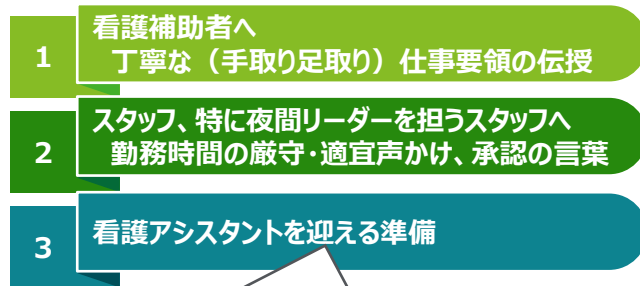 1
看護補助者へ
丁寧な（手取り足取り）仕事要領の伝授
2
スタッフ、特に夜間リーダーを担うスタッフへ
勤務時間の厳守・適宜声かけ、承認の言葉
3
看護アシスタントを迎える準備